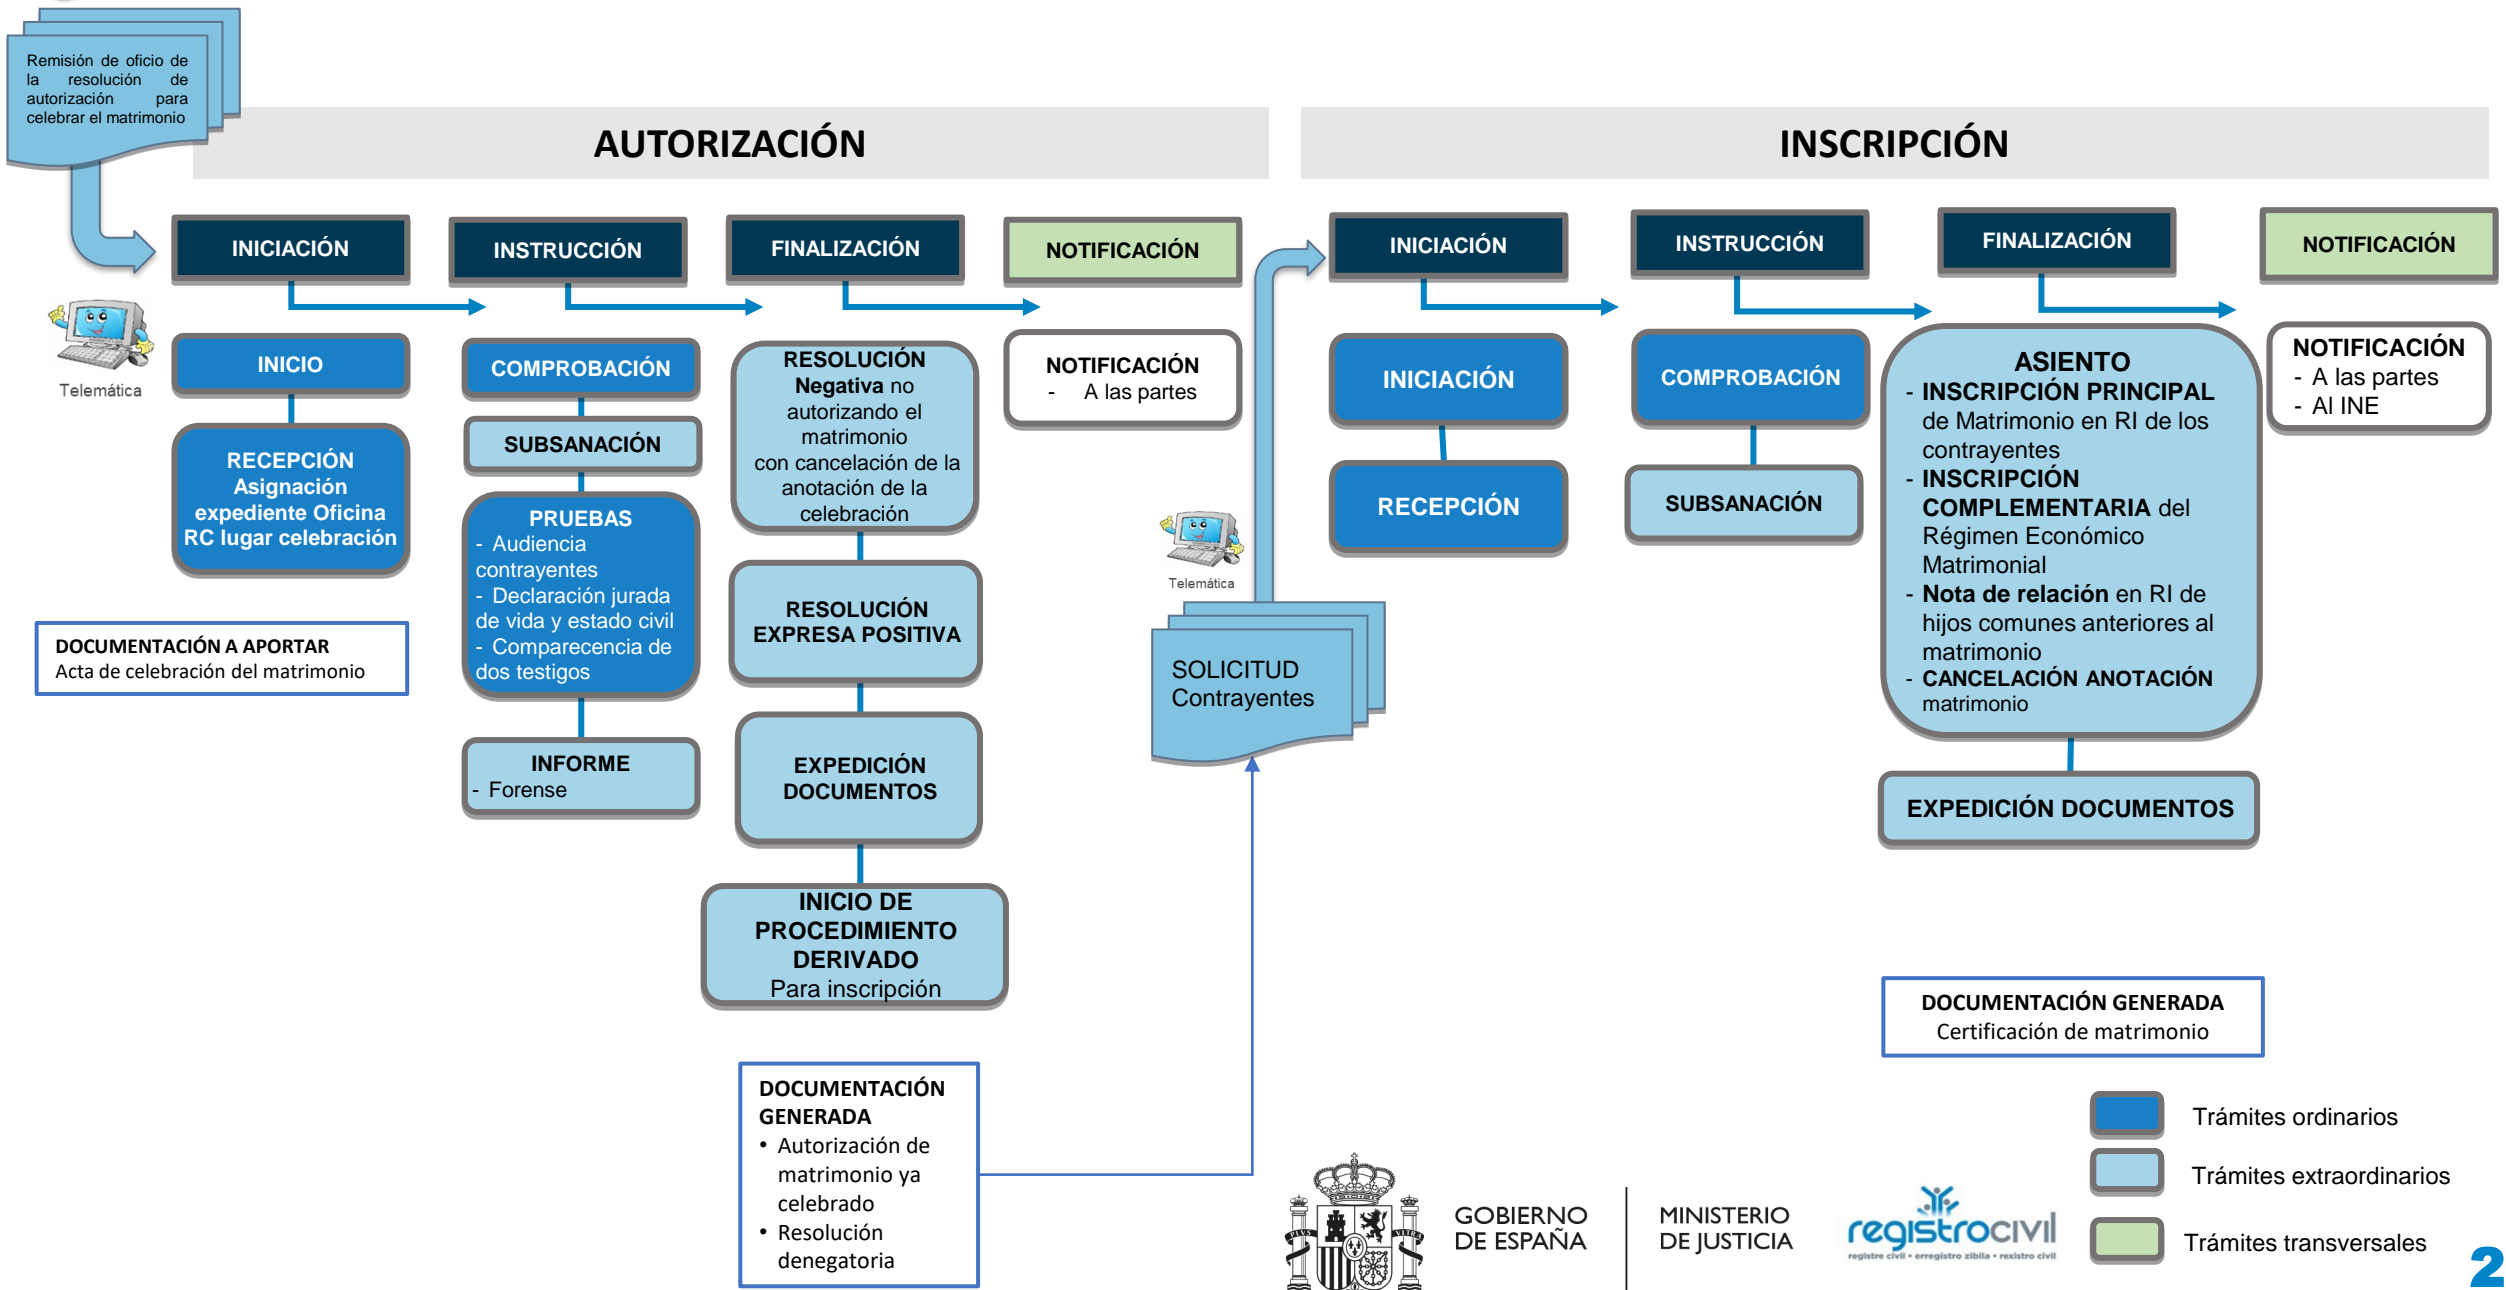 Remisión de oficio de
la resolución de
autorización para
celebrar el matrimonio
AUTORIZACIÓN
INICIACIÓN
INSTRUCCIÓN
FINALIZACIÓN
NOTIFICACIÓN
Telemática
INICIO
RECEPCIÓN
Asignación
expediente Oficina
RC lugar celebración
DOCUMENTACIÓN A APORTAR
Acta de celebración del matrimonio
COMPROBACIÓN
SUBSANACIÓN
PRUEBAS
- Audiencia
contrayentes
- Declaración jurada
de vida y estado civil
- Comparecencia de
dos testigos
INFORME
- Forense
RESOLUCIÓN
Negativa no
autorizando el
matrimonio
con cancelación de la
anotación de la
celebración
RESOLUCIÓN
EXPRESA POSITIVA
EXPEDICIÓN
DOCUMENTOS
INICIO DE
PROCEDIMIENTO
DERIVADO
Para inscripción
NOTIFICACIÓN
- A las partes
DOCUMENTACIÓN
GENERADA
• Autorización de
matrimonio ya
celebrado
• Resolución
denegatoria
INSCRIPCIÓN
INICIACIÓN
INSTRUCCIÓN
FINALIZACIÓN
NOTIFICACIÓN
Telemática
SOLICITUD
Contrayentes
INICIACIÓN
RECEPCIÓN
COMPROBACIÓN
SUBSANACIÓN
ASIENTO
- INSCRIPCIÓN PRINCIPAL
de Matrimonio en RI de los
contrayentes
- INSCRIPCIÓN
COMPLEMENTARIA del
Régimen Económico
Matrimonial
- Nota de relación en RI de
hijos comunes anteriores al
matrimonio
- CANCELACIÓN ANOTACIÓN
matrimonio
EXPEDICIÓN DOCUMENTOS
NOTIFICACIÓN
- A las partes
- Al INE
DOCUMENTACIÓN GENERADA
Certificación de matrimonio
Trámites ordinarios
Trámites extraordinarios
Trámites transversales
PLVS VLTRA
GOBIERNO
DE ESPAÑA
MINISTERIO
DE JUSTICIA
registrocivil
registre civil • erregistro zibila • rexistro civil
2